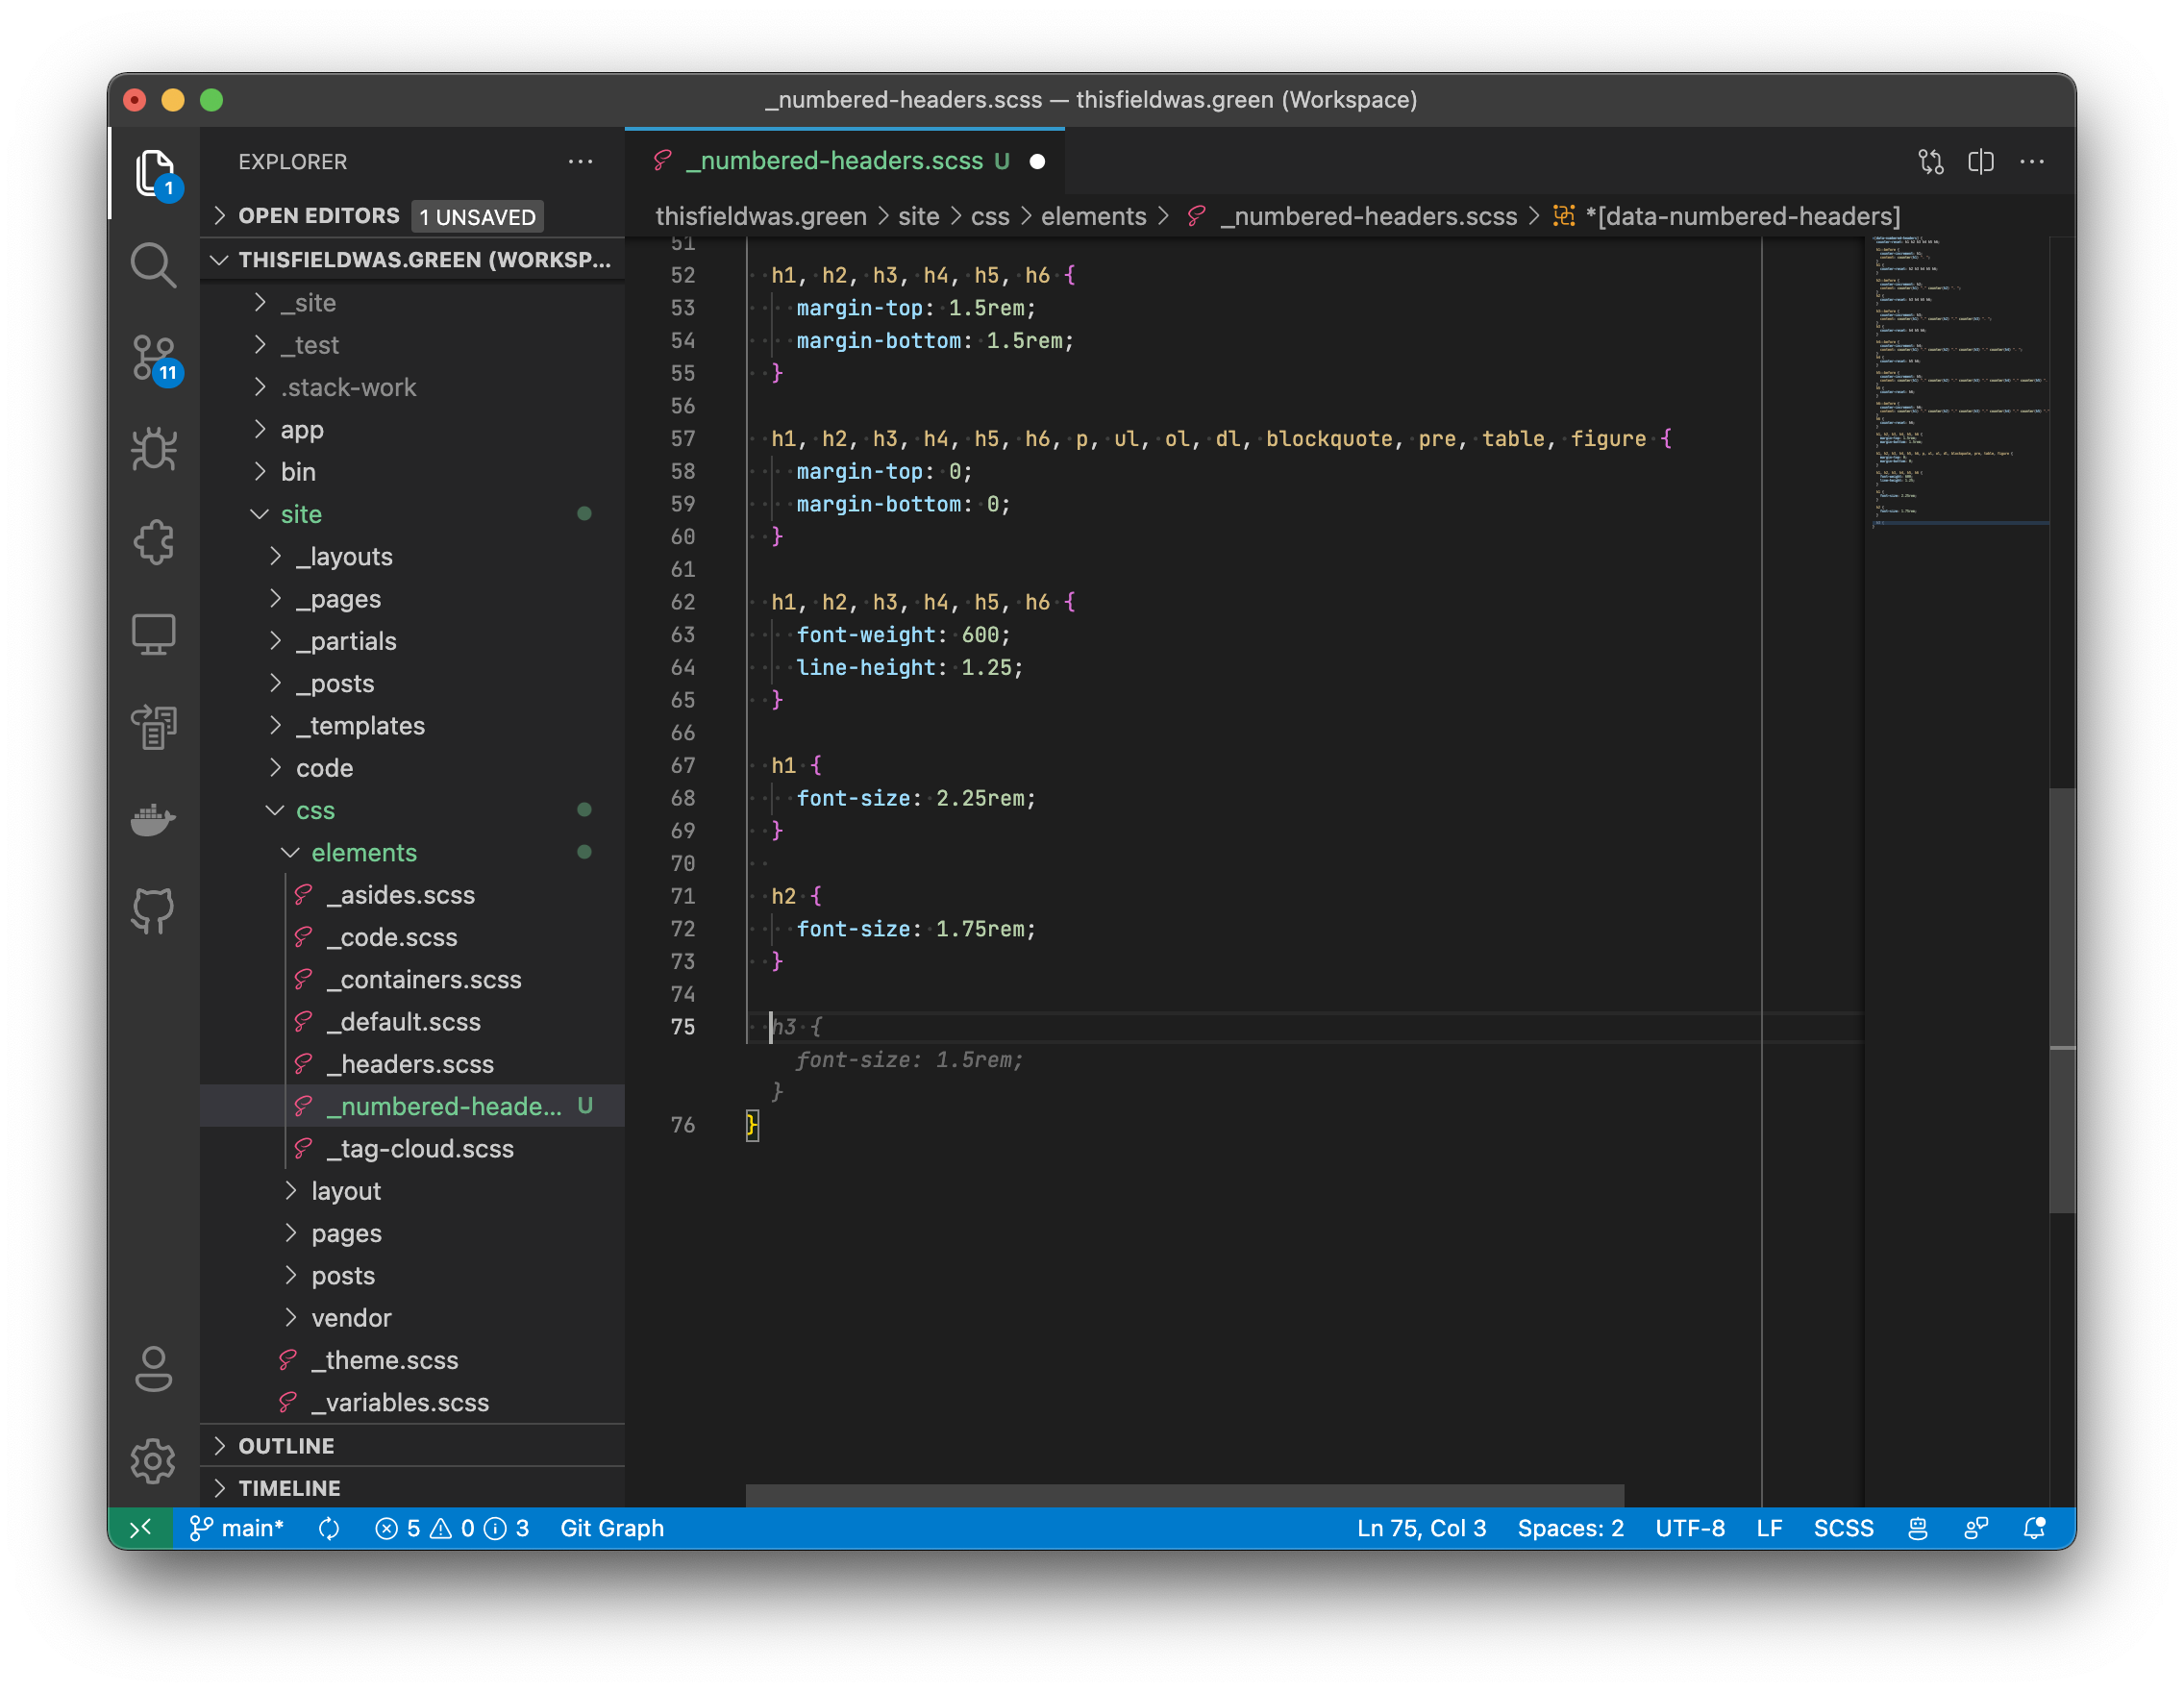 _numbered-headers.scss — thisfieldwas.green (Workspace)
1
11
EXPLORER
OPEN EDITORS 1 UNSAVED
THISFIELDWAS.GREEN (WORKSP...
_site
_test
.stack-work
app
bin
site
_layouts
_pages
_partials
_posts
_templates
code
css
elements
_asides.scss
_code.scss
_containers.scss
_default.scss
_headers.scss
_numbered-heade... U
_tag-cloud.scss
layout
pages
posts
vendor
_theme.scss
_variables.scss
OUTLINE
TIMELINE
_numbered-headers.scss U
thisfieldwas.green > site > css > elements > _numbered-headers.scss > *[data-numbered-headers]
51
52 h1, h2, h3, h4, h5, h6 {
53 margin-top: 1.5rem;
54 margin-bottom: 1.5rem;
55 }
56
57 h1, h2, h3, h4, h5, h6, p, ul, ol, dl, blockquote, pre, table, figure {
58 margin-top: 0;
59 margin-bottom: 0;
60 }
61
62 h1, h2, h3, h4, h5, h6 {
63 font-weight: 600;
64 line-height: 1.25;
65 }
66
67 h1 {
68 font-size: 2.25rem;
69 }
70
71 h2 {
72 font-size: 1.75rem;
73 }
74
75 h3 {
font-size: 1.5rem;
}
76 }
main* 5 0 3 Git Graph Ln 75, Col 3 Spaces: 2 UTF-8 LF SCSS